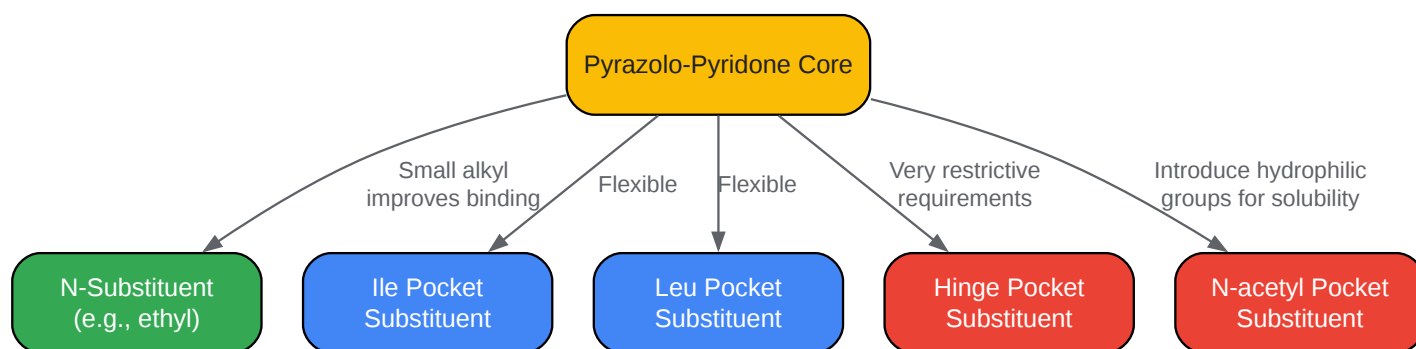 Pyrazolo-Pyridone Core
Small alkyl
improves binding
Flexible
Flexible
Very restrictive
requirements
Introduce hydrophilic
groups for solubility
N-Substituent
(e.g., ethyl)
Ile Pocket
Substituent
Leu Pocket
Substituent
Hinge Pocket
Substituent
N-acetyl Pocket
Substituent